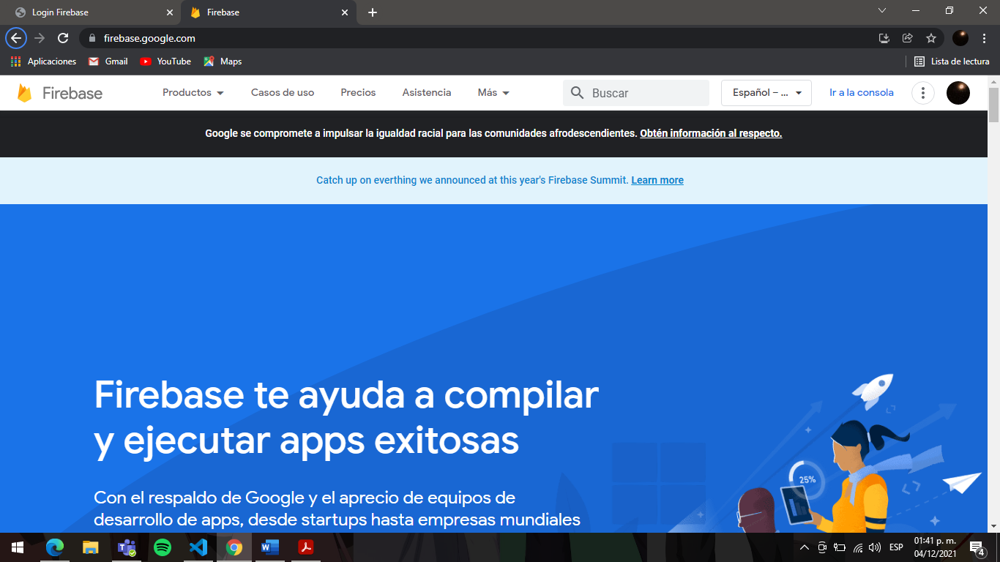 Login Firebase
Firebase
firebase.google.com
Aplicaciones Gmail YouTube Maps Lista de lectura
Firebase Productos Casos de uso Precios Asistencia Más Buscar Español – ... Ir a la consola
Google se compromete a impulsar la igualdad racial para las comunidades afrodescendientes. Obtén información al respecto.
Catch up on everthing we announced at this year's Firebase Summit. Learn more
Firebase te ayuda a compilar
y ejecutar apps exitosas
25%
Con el respaldo de Google y el aprecio de equipos de
desarrollo de apps, desde startups hasta empresas mundiales
ESP
01:41 p. m.
04/12/2021
4